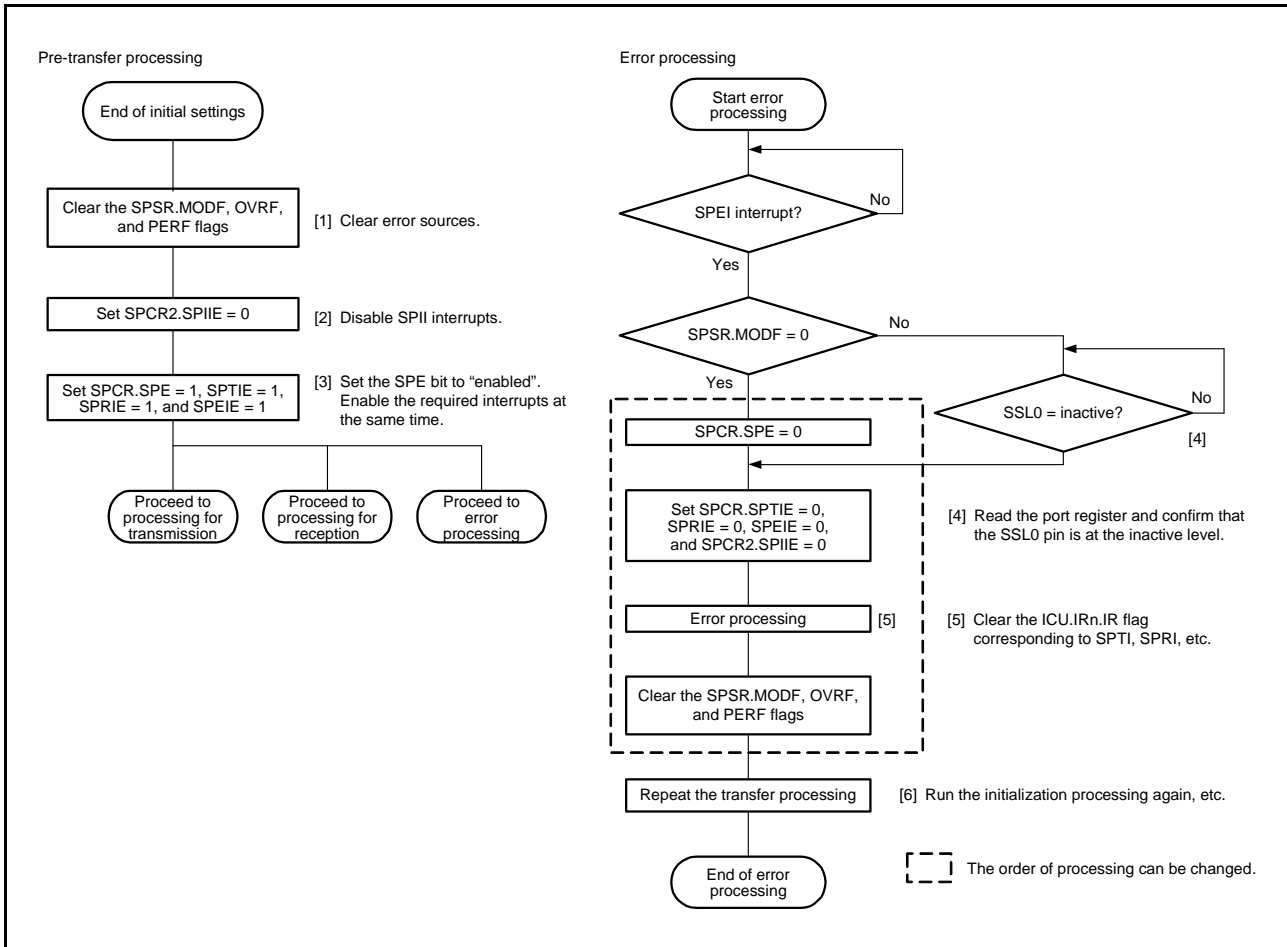 Pre-transfer processing
End of initial settings
Clear the SPSR.MODF, OVRF,
and PERF flags
[1] Clear error sources.
Set SPCR2.SPIIE = 0
[2] Disable SPII interrupts.
Set SPCR.SPE = 1, SPTIE = 1,
SPRIE = 1, and SPEIE = 1
[3] Set the SPE bit to “enabled”.
Enable the required interrupts at
the same time.
Proceed to
processing for
transmission
Proceed to
processing for
reception
Proceed to
error
processing
Error processing
Start error
processing
SPEI interrupt?
No
Yes
SPSR.MODF = 0
No
Yes
SSL0 = inactive?
No
[4]
SPCR.SPE = 0
Set SPCR.SPTIE = 0,
SPRIE = 0, SPEIE = 0,
and SPCR2.SPIIE = 0
[4] Read the port register and confirm that
the SSL0 pin is at the inactive level.
Error processing
[5]
[5] Clear the ICU.IRn.IR flag
corresponding to SPTI, SPRI, etc.
Clear the SPSR.MODF, OVRF,
and PERF flags
Repeat the transfer processing
[6] Run the initialization processing again, etc.
End of error
processing
The order of processing can be changed.